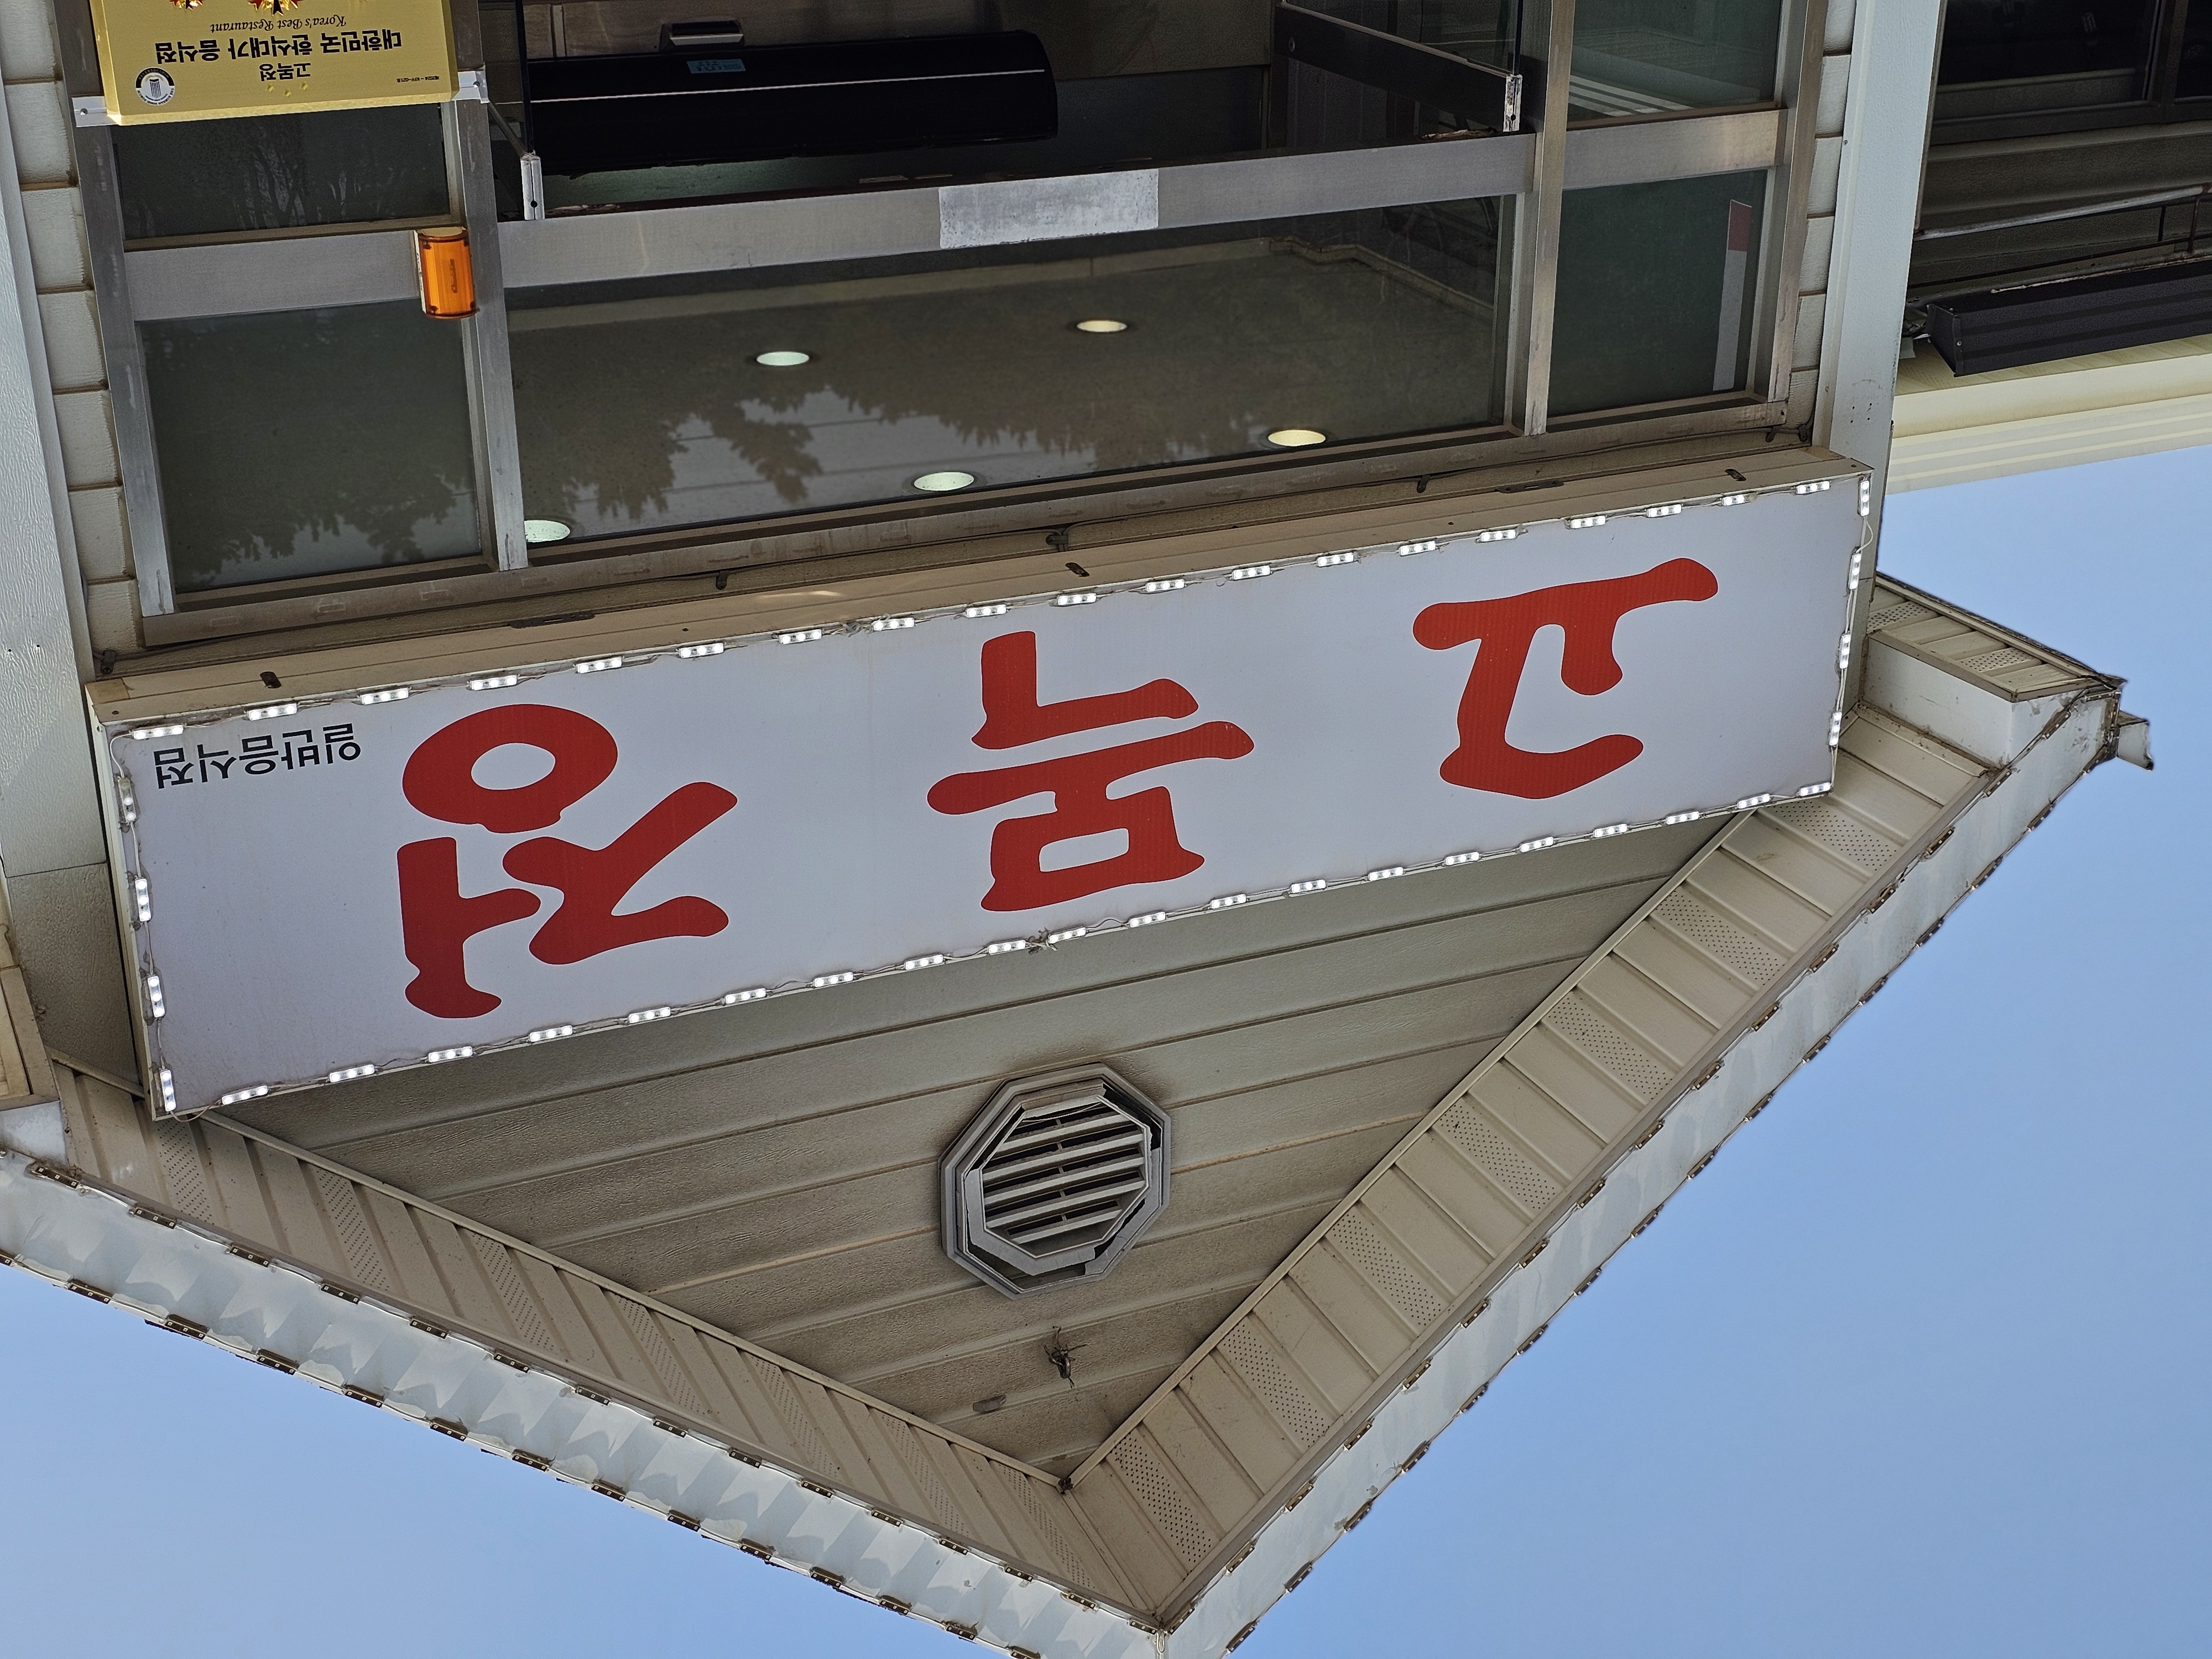 고목정
일반음식점
고목정
대한민국 한식대가 음식점
Korea's Best Restaurant